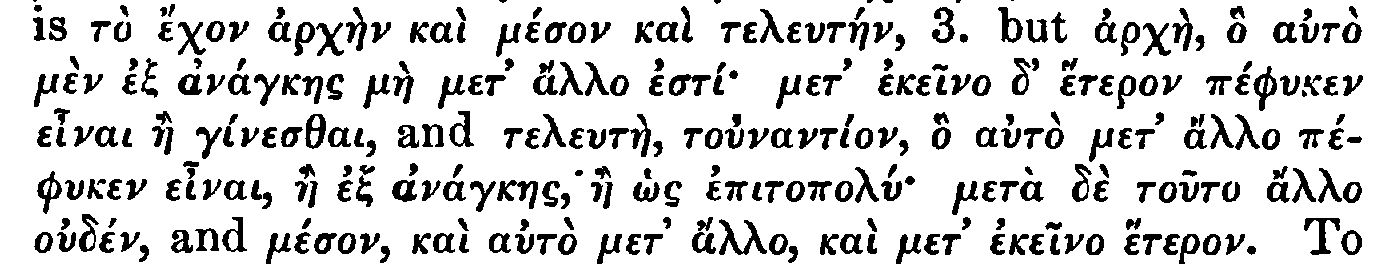 is τὸ ἔχον ἀρχὴν καὶ μέσον καὶ τελευτήν, 3. but ἀρχὴ, ὃ αὐτὸ
μὲν ἐξ ἀνάγκης μὴ μετ’ ἄλλο ἐστί· μετ’ ἐκεῖνο δ’ ἕτερον πέφυκεν
εἶναι ἢ γίνεσθαι, and τελευτὴ, τοὐναντίον, ὃ αὐτὸ μετ’ ἄλλο πέ-
φυκεν εἶναι, ἢ ἐξ ἀνάγκης, ἢ ὡς ἐπιτοπολύ· μετὰ δὲ τοῦτο ἄλλο
οὐδέν, and μέσον, καὶ αὐτὸ μετ’ ἄλλο, καὶ μετ’ ἐκεῖνο ἕτερον. To